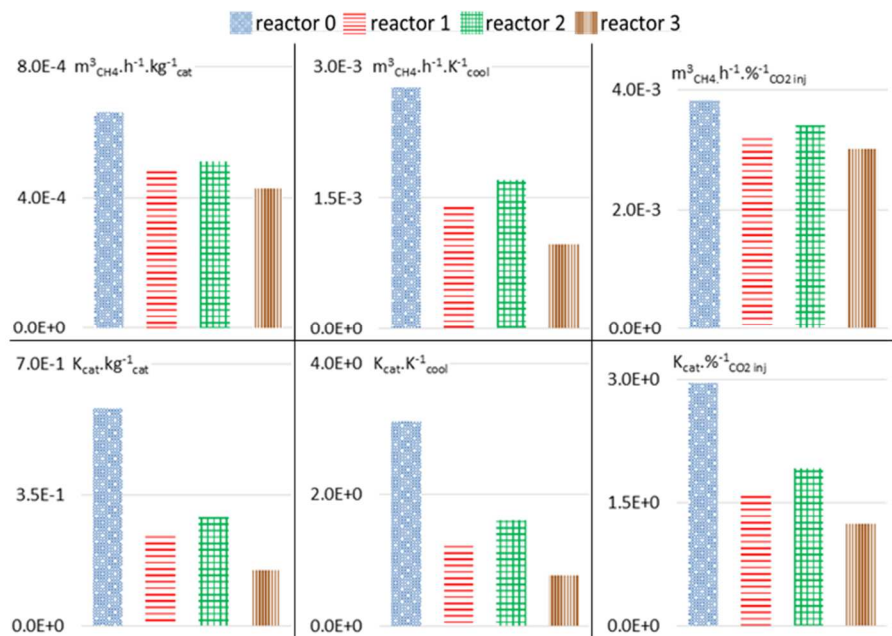 reactor 0 reactor 1 reactor 2 reactor 3
8.0E-4 m³CH4.h⁻¹.kg⁻¹cat
4.0E-4
0.0E+0
3.0E-3 m³CH4.h⁻¹.K⁻¹cool
1.5E-3
0.0E+0
m³CH4.h⁻¹.%⁻¹CO2 inj
4.0E-3
2.0E-3
0.0E+0
7.0E-1 Kcat.kg⁻¹cat
3.5E-1
0.0E+0
4.0E+0 Kcat.K⁻¹cool
2.0E+0
0.0E+0
Kcat.%⁻¹CO2 inj
3.0E+0
1.5E+0
0.0E+0